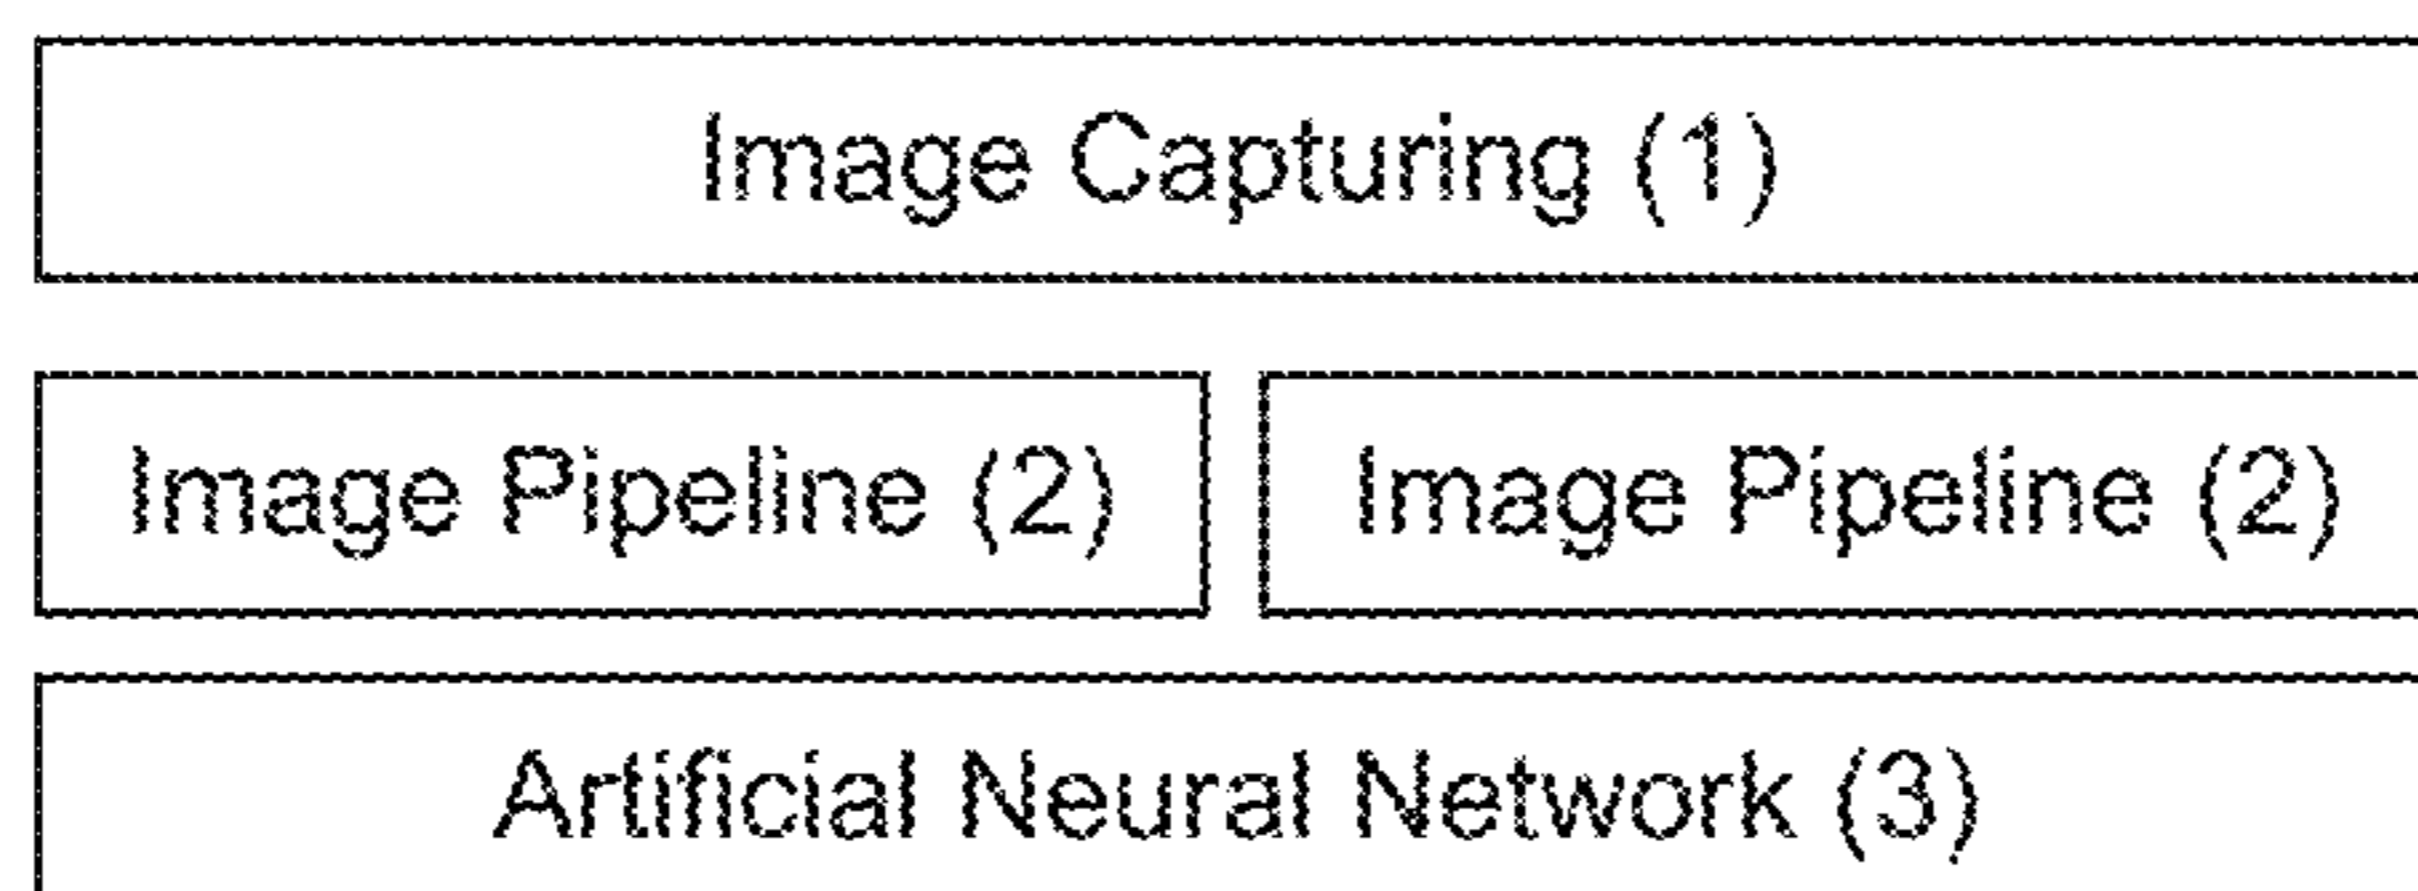 Image Capturing (1)
Image Pipeline (2) Image Pipeline (2)
Artificial Neural Network (3)